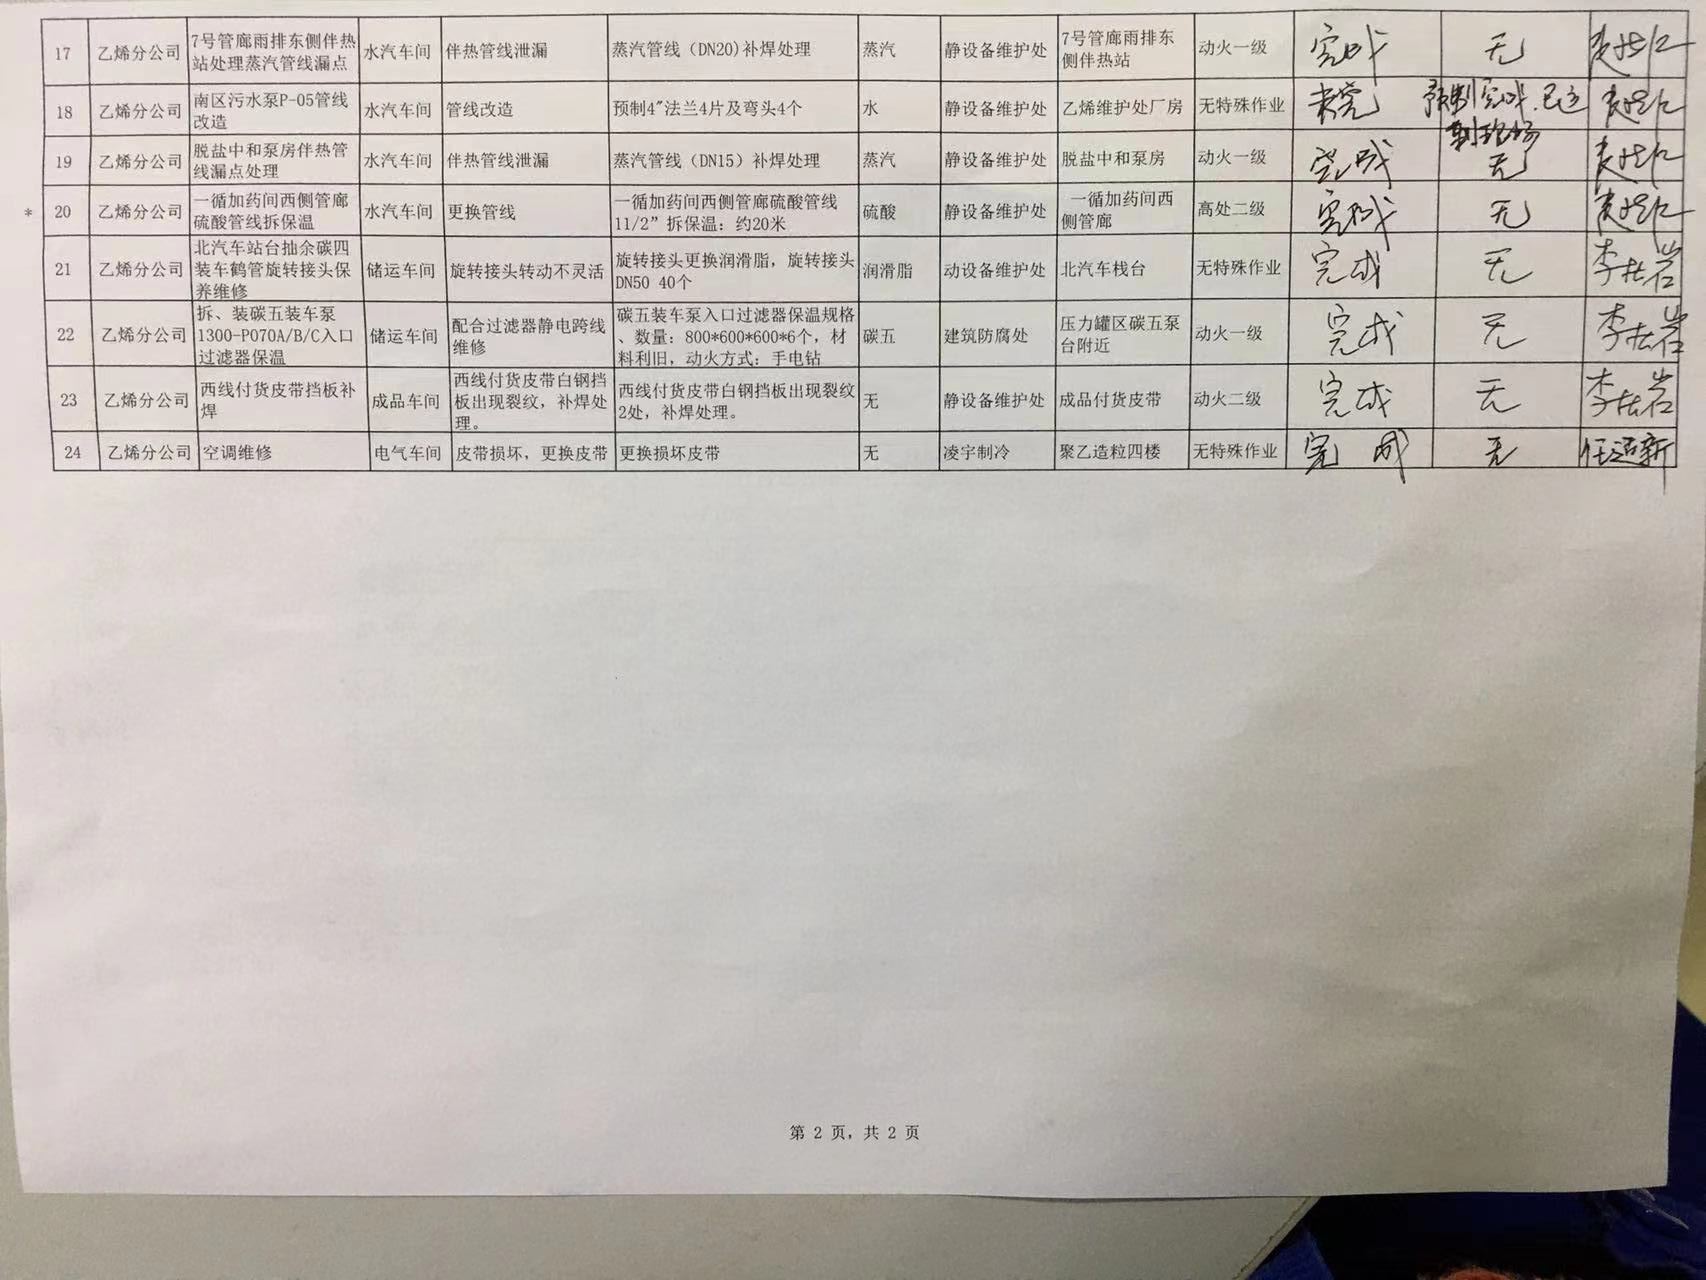 17 乙烯分公司 7号管廊雨排东侧伴热站处理蒸汽管线漏点 水汽车间 伴热管线泄漏 蒸汽管线（DN20)补焊处理 蒸汽 静设备维护处 7号管廊雨排东侧伴热站 动火一级 完成 无
18 乙烯分公司 南区污水泵P-05管线改造 水汽车间 管线改造 预制4"法兰4片及弯头4个 水 静设备维护处 乙烯维护处厂房 无特殊作业 未完 预制完成.已运到现场
19 乙烯分公司 脱盐中和泵房伴热管线漏点处理 水汽车间 伴热管线泄漏 蒸汽管线（DN15）补焊处理 蒸汽 静设备维护处 脱盐中和泵房 动火一级 完成 无
* 20 乙烯分公司 一循加药间西侧管廊硫酸管线拆保温 水汽车间 更换管线 一循加药间西侧管廊硫酸管线11/2”拆保温：约20米 硫酸 静设备维护处 一循加药间西侧管廊 高处二级 完成 无
21 乙烯分公司 北汽车站台抽余碳四装车鹤管旋转接头保养维修 储运车间 旋转接头转动不灵活 旋转接头更换润滑脂，旋转接头DN50 40个 润滑脂 动设备维护处 北汽车栈台 无特殊作业 完成 无
22 乙烯分公司 拆、装碳五装车泵1300-P070A/B/C入口过滤器保温 储运车间 配合过滤器静电跨线维修 碳五装车泵入口过滤器保温规格、数量：800*600*600*6个，材料利旧，动火方式：手电钻 碳五 建筑防腐处 压力罐区碳五泵台附近 动火一级 完成 无
23 乙烯分公司 西线付货皮带挡板补焊 成品车间 西线付货皮带白钢挡板出现裂纹，补焊处理。 西线付货皮带白钢挡板出现裂纹2处，补焊处理。 无 静设备维护处 成品付货皮带 动火二级 完成 无
24 乙烯分公司 空调维修 电气车间 皮带损坏，更换皮带 更换损坏皮带 无 凌宇制冷 聚乙造粒四楼 无特殊作业 完成 无
第 2 页，共 2 页